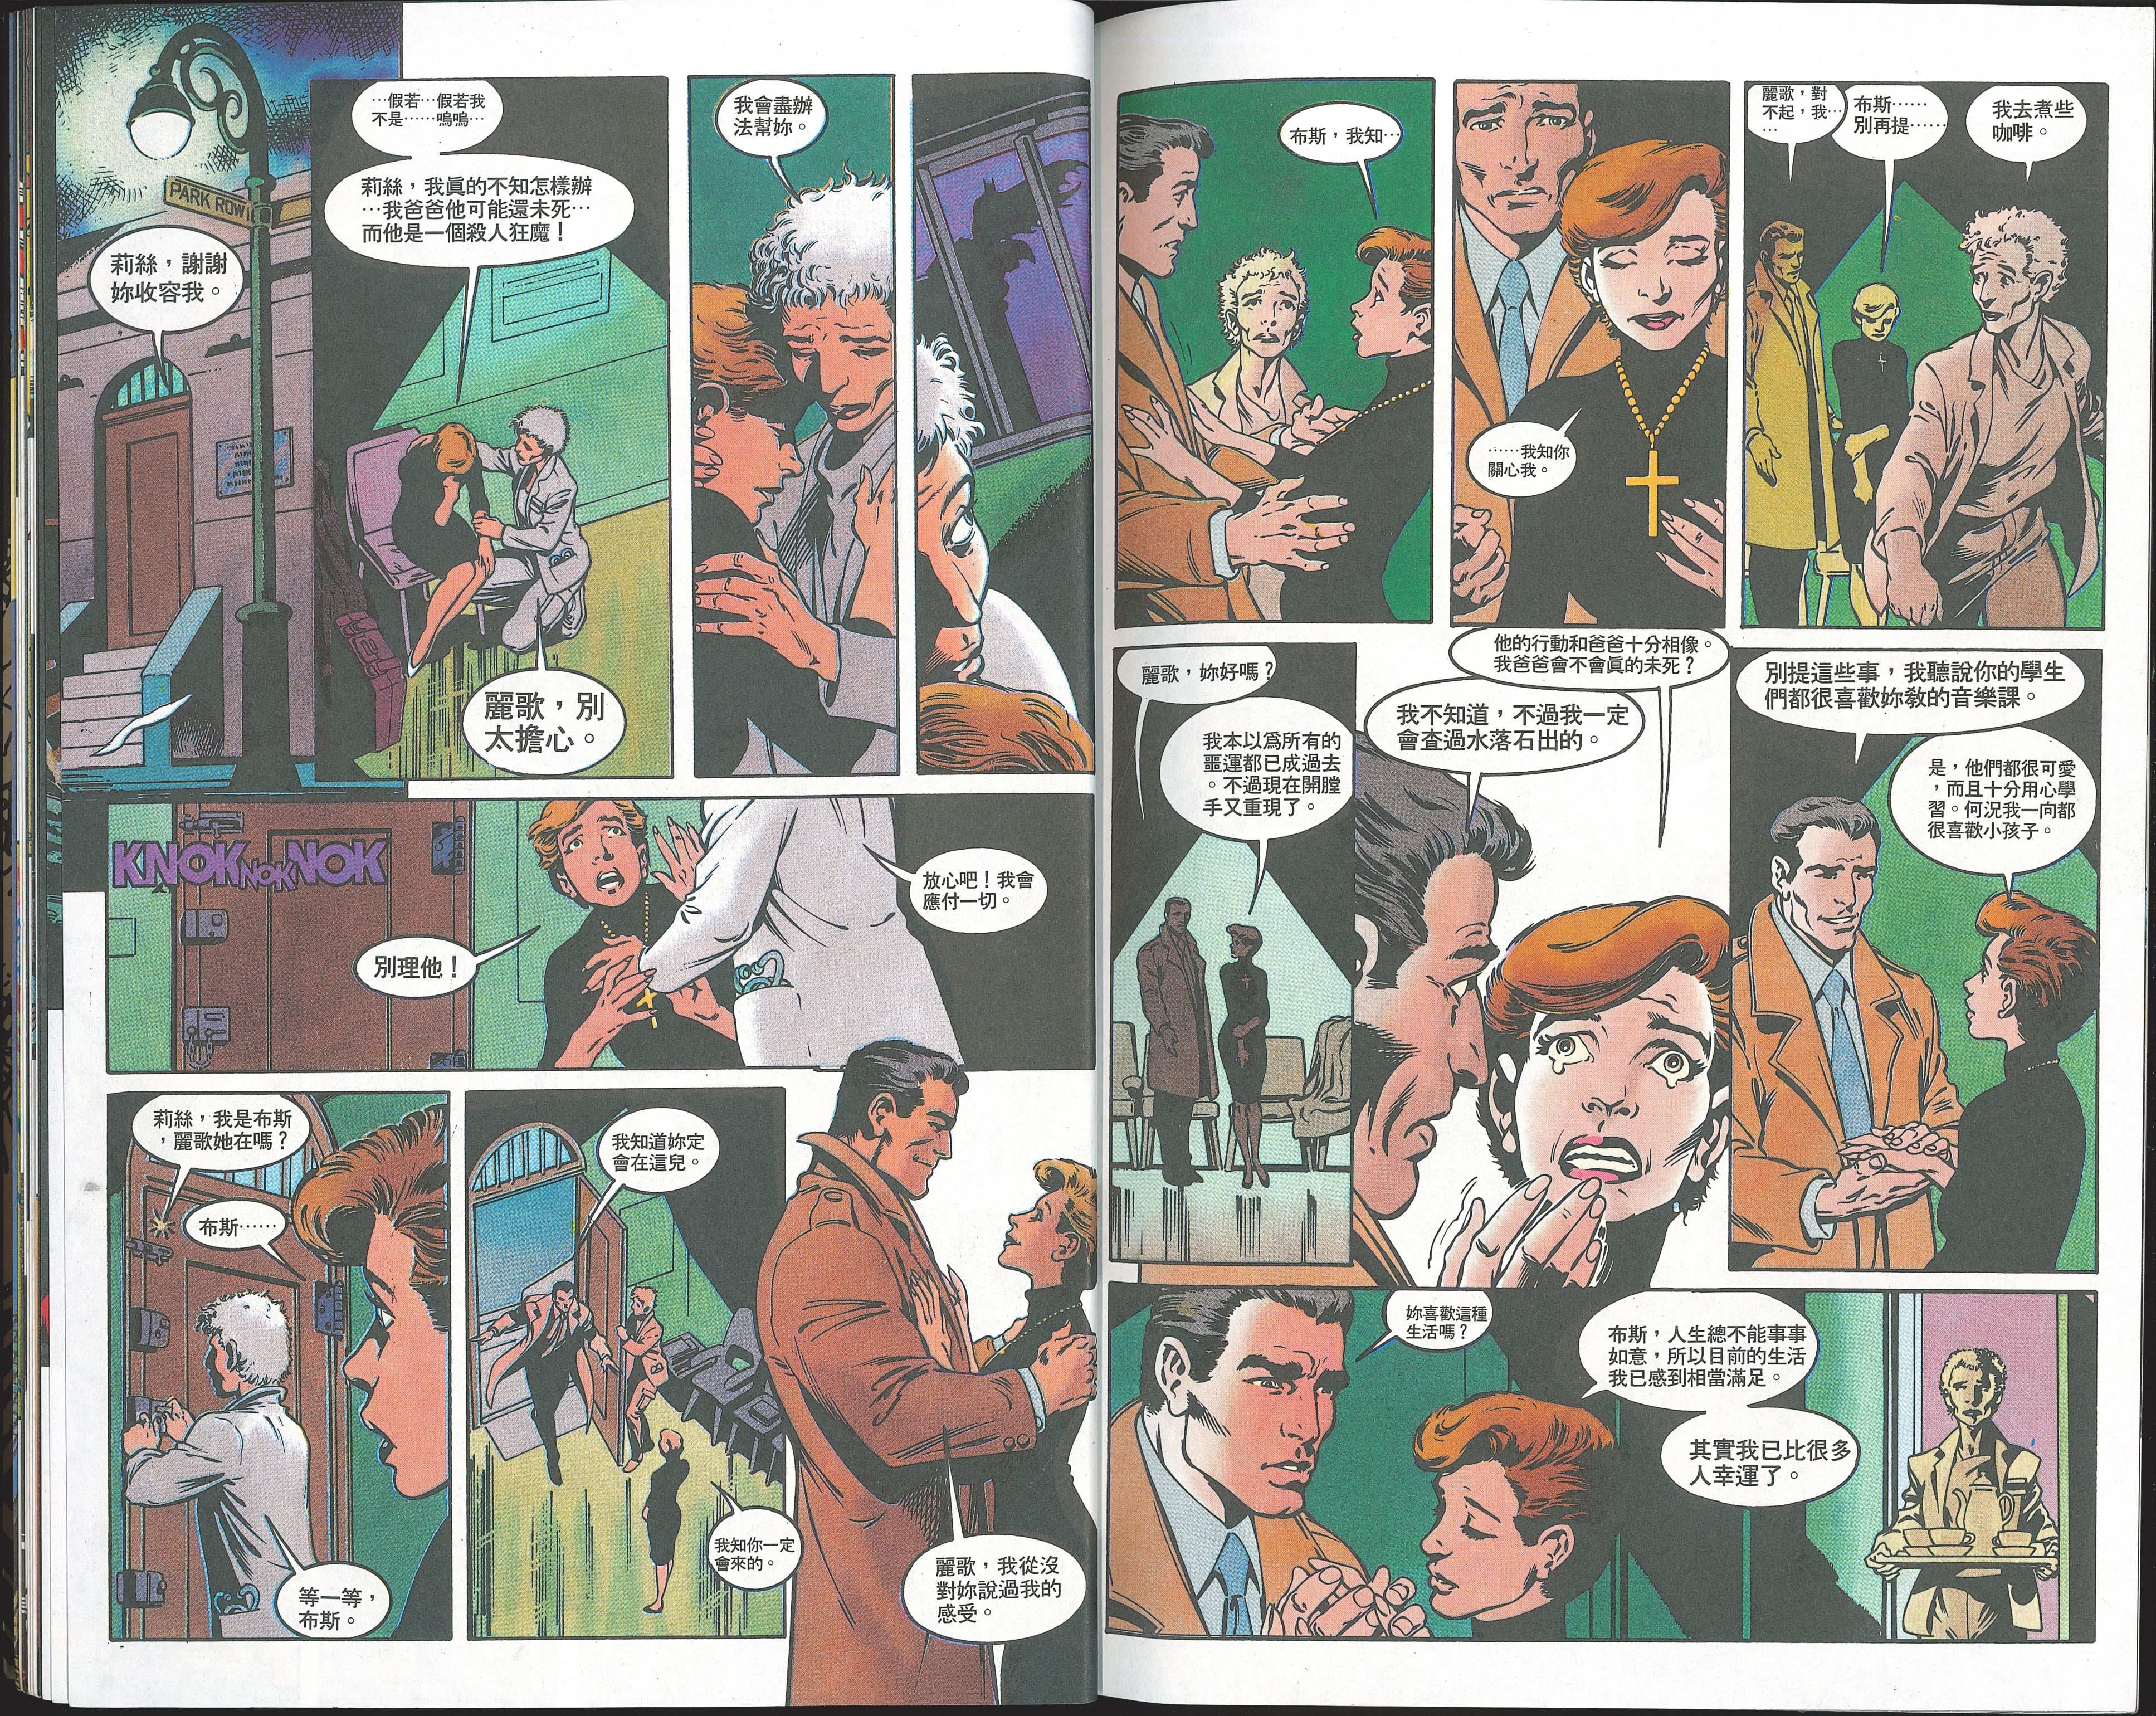 PARK ROW
莉絲，謝謝
妳收容我。
…假若…假若我
不是……嗚嗚…
莉絲，我眞的不知怎樣辦
…我爸爸他可能還未死…
而他是一個殺人狂魔！
麗歌，別
太擔心。
我會盡辦
法幫妳。
KNOK NOK NOK
別理他！
放心吧！我會
應付一切。
莉絲，我是布斯
，麗歌她在嗎？
布斯……
等一等，
布斯。
我知道妳定
會在這兒。
我知你一定
會來的。
麗歌，我從沒
對妳說過我的
感受。
布斯，我知…
……我知你
關心我。
麗歌，對
不起，我…
…
布斯……
別再提……
我去煮些
咖啡。
麗歌，妳好嗎？
我本以爲所有的
噩運都已成過去
。不過現在開膛
手又重現了。
他的行動和爸爸十分相像。
我爸爸會不會眞的未死？
我不知道，不過我一定
會查過水落石出的。
別提這些事，我聽說你的學生
們都很喜歡妳敎的音樂課。
是，他們都很可愛
，而且十分用心學
習。何況我一向都
很喜歡小孩子。
妳喜歡這種
生活嗎？
布斯，人生總不能事事
如意，所以目前的生活
我已感到相當滿足。
其實我已比很多
人幸運了。